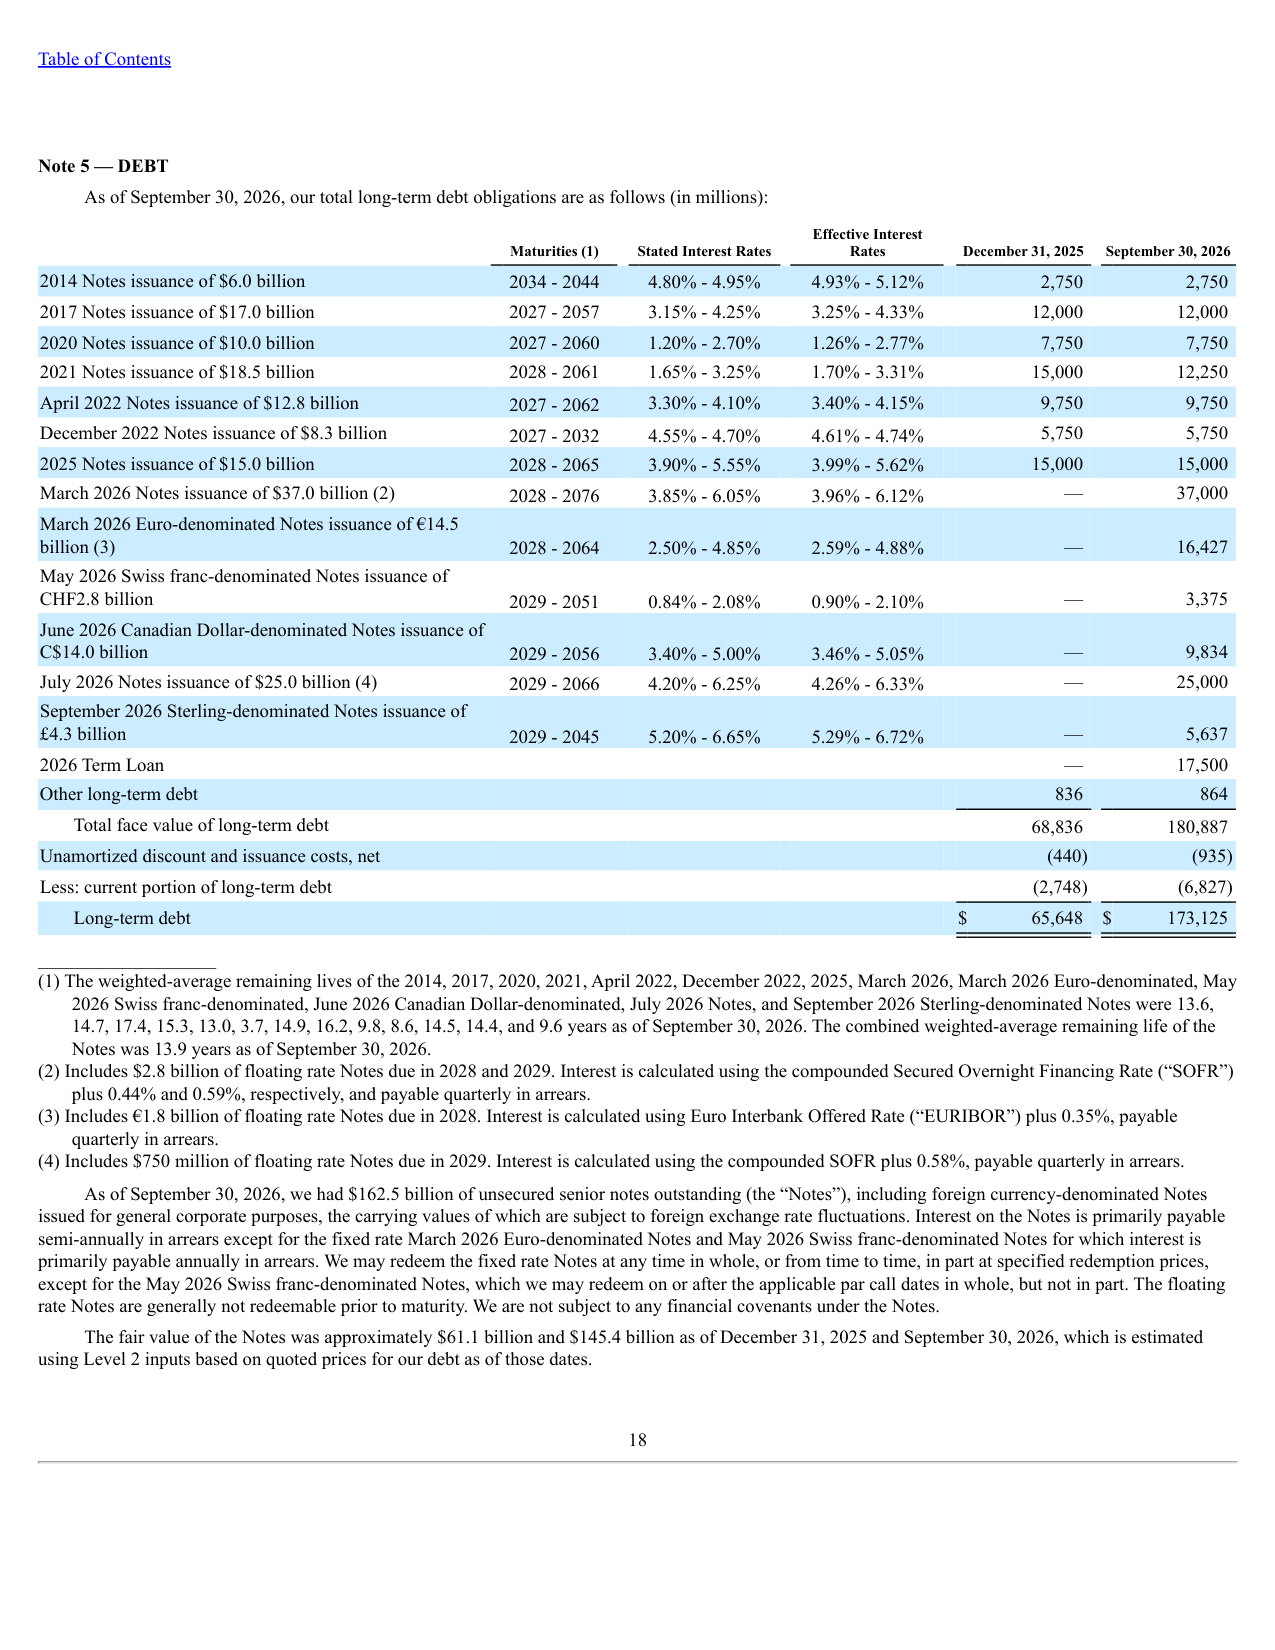 Table of Contents
Note 5 — DEBT
As of September 30, 2026, our total long-term debt obligations are as follows (in millions):
Maturities (1) Stated Interest Rates Effective Interest Rates December 31, 2025 September 30, 2026
2014 Notes issuance of $6.0 billion 2034 - 2044 4.80% - 4.95% 4.93% - 5.12% 2,750 2,750
2017 Notes issuance of $17.0 billion 2027 - 2057 3.15% - 4.25% 3.25% - 4.33% 12,000 12,000
2020 Notes issuance of $10.0 billion 2027 - 2060 1.20% - 2.70% 1.26% - 2.77% 7,750 7,750
2021 Notes issuance of $18.5 billion 2028 - 2061 1.65% - 3.25% 1.70% - 3.31% 15,000 12,250
April 2022 Notes issuance of $12.8 billion 2027 - 2062 3.30% - 4.10% 3.40% - 4.15% 9,750 9,750
December 2022 Notes issuance of $8.3 billion 2027 - 2032 4.55% - 4.70% 4.61% - 4.74% 5,750 5,750
2025 Notes issuance of $15.0 billion 2028 - 2065 3.90% - 5.55% 3.99% - 5.62% 15,000 15,000
March 2026 Notes issuance of $37.0 billion (2) 2028 - 2076 3.85% - 6.05% 3.96% - 6.12% — 37,000
March 2026 Euro-denominated Notes issuance of €14.5
billion (3) 2028 - 2064 2.50% - 4.85% 2.59% - 4.88% — 16,427
May 2026 Swiss franc-denominated Notes issuance of
CHF2.8 billion 2029 - 2051 0.84% - 2.08% 0.90% - 2.10% — 3,375
June 2026 Canadian Dollar-denominated Notes issuance of
C$14.0 billion 2029 - 2056 3.40% - 5.00% 3.46% - 5.05% — 9,834
July 2026 Notes issuance of $25.0 billion (4) 2029 - 2066 4.20% - 6.25% 4.26% - 6.33% — 25,000
September 2026 Sterling-denominated Notes issuance of
£4.3 billion 2029 - 2045 5.20% - 6.65% 5.29% - 6.72% — 5,637
2026 Term Loan — 17,500
Other long-term debt 836 864
Total face value of long-term debt 68,836 180,887
Unamortized discount and issuance costs, net (440) (935)
Less: current portion of long-term debt (2,748) (6,827)
Long-term debt $ 65,648 $ 173,125
(1) The weighted-average remaining lives of the 2014, 2017, 2020, 2021, April 2022, December 2022, 2025, March 2026, March 2026 Euro-denominated, May
2026 Swiss franc-denominated, June 2026 Canadian Dollar-denominated, July 2026 Notes, and September 2026 Sterling-denominated Notes were 13.6,
14.7, 17.4, 15.3, 13.0, 3.7, 14.9, 16.2, 9.8, 8.6, 14.5, 14.4, and 9.6 years as of September 30, 2026. The combined weighted-average remaining life of the
Notes was 13.9 years as of September 30, 2026.
(2) Includes $2.8 billion of floating rate Notes due in 2028 and 2029. Interest is calculated using the compounded Secured Overnight Financing Rate (“SOFR”)
plus 0.44% and 0.59%, respectively, and payable quarterly in arrears.
(3) Includes €1.8 billion of floating rate Notes due in 2028. Interest is calculated using Euro Interbank Offered Rate (“EURIBOR”) plus 0.35%, payable
quarterly in arrears.
(4) Includes $750 million of floating rate Notes due in 2029. Interest is calculated using the compounded SOFR plus 0.58%, payable quarterly in arrears.
As of September 30, 2026, we had $162.5 billion of unsecured senior notes outstanding (the “Notes”), including foreign currency-denominated Notes
issued for general corporate purposes, the carrying values of which are subject to foreign exchange rate fluctuations. Interest on the Notes is primarily payable
semi-annually in arrears except for the fixed rate March 2026 Euro-denominated Notes and May 2026 Swiss franc-denominated Notes for which interest is
primarily payable annually in arrears. We may redeem the fixed rate Notes at any time in whole, or from time to time, in part at specified redemption prices,
except for the May 2026 Swiss franc-denominated Notes, which we may redeem on or after the applicable par call dates in whole, but not in part. The floating
rate Notes are generally not redeemable prior to maturity. We are not subject to any financial covenants under the Notes.
The fair value of the Notes was approximately $61.1 billion and $145.4 billion as of December 31, 2025 and September 30, 2026, which is estimated
using Level 2 inputs based on quoted prices for our debt as of those dates.
18